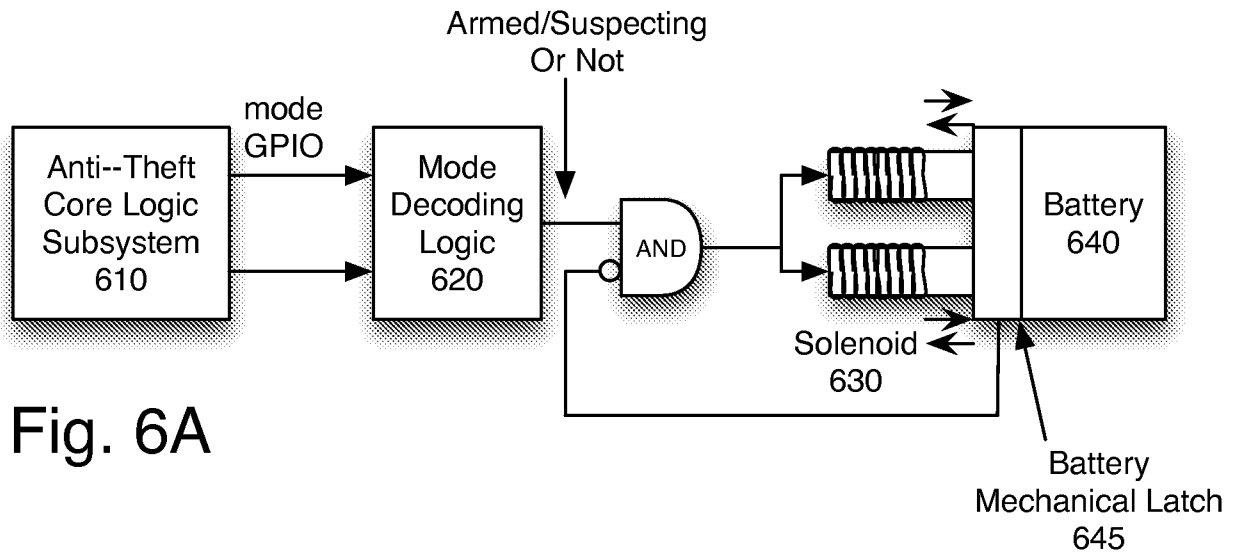 Armed/Suspecting
Or Not
mode
GPIO
Anti--Theft
Core Logic
Subsystem
610
Mode
Decoding
Logic
620
AND
Battery
640
Solenoid
630
Fig. 6A
Battery
Mechanical Latch
645